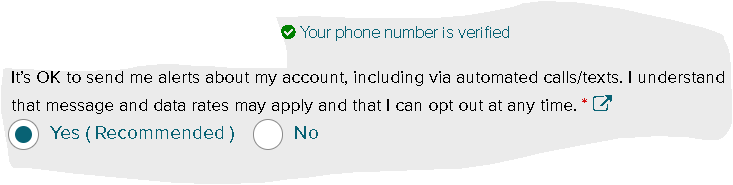 Your phone number is verified
It's OK to send me alerts about my account, including via automated calls/texts. I understand
that message and data rates may apply and that I can opt out at any time. *
Yes ( Recommended ) No